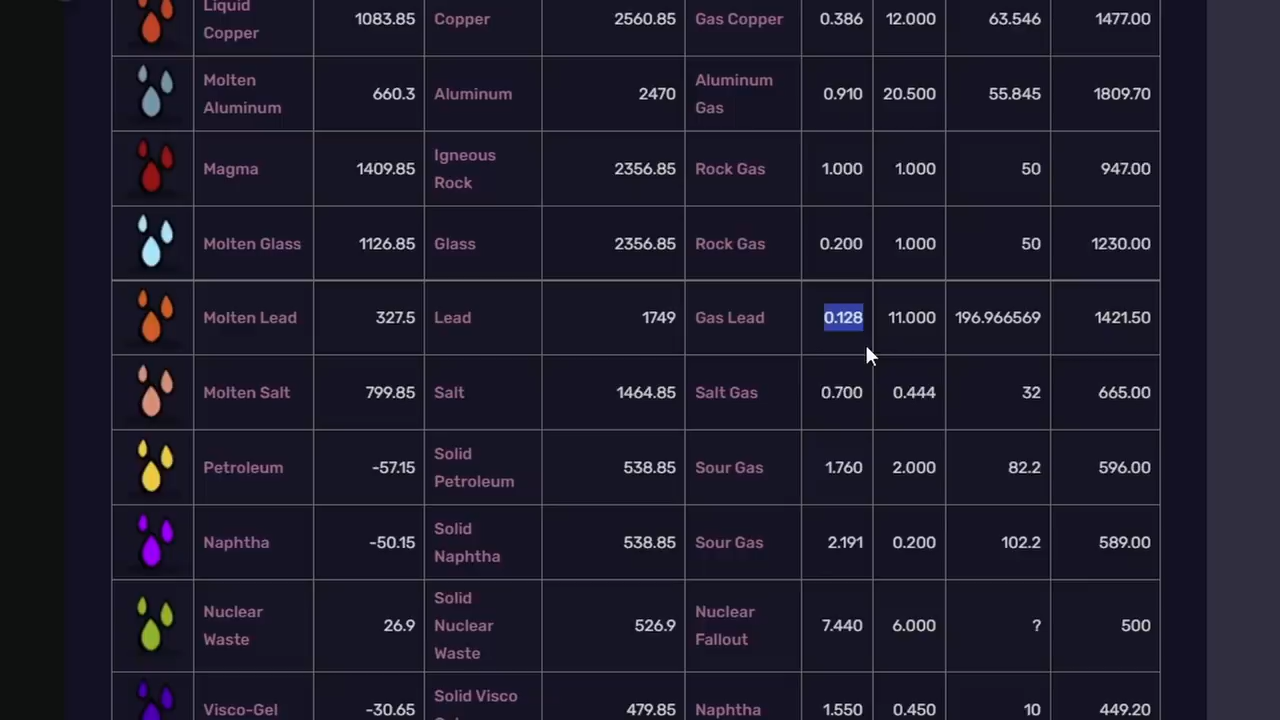 Liquid
Copper 1083.85 Copper 2560.85 Gas Copper 0.386 12.000 63.546 1477.00
Molten
Aluminum 660.3 Aluminum 2470 Aluminum
Gas 0.910 20.500 55.845 1809.70
Magma 1409.85 Igneous
Rock 2356.85 Rock Gas 1.000 1.000 50 947.00
Molten Glass 1126.85 Glass 2356.85 Rock Gas 0.200 1.000 50 1230.00
Molten Lead 327.5 Lead 1749 Gas Lead 0.128 11.000 196.966569 1421.50
Molten Salt 799.85 Salt 1464.85 Salt Gas 0.700 0.444 32 665.00
Petroleum -57.15 Solid
Petroleum 538.85 Sour Gas 1.760 2.000 82.2 596.00
Naphtha -50.15 Solid
Naphtha 538.85 Sour Gas 2.191 0.200 102.2 589.00
Nuclear
Waste 26.9 Solid
Nuclear
Waste 526.9 Nuclear
Fallout 7.440 6.000 ? 500
Visco-Gel -30.65 Solid Visco
479.85 Naphtha 1.550 0.450 10 449.20